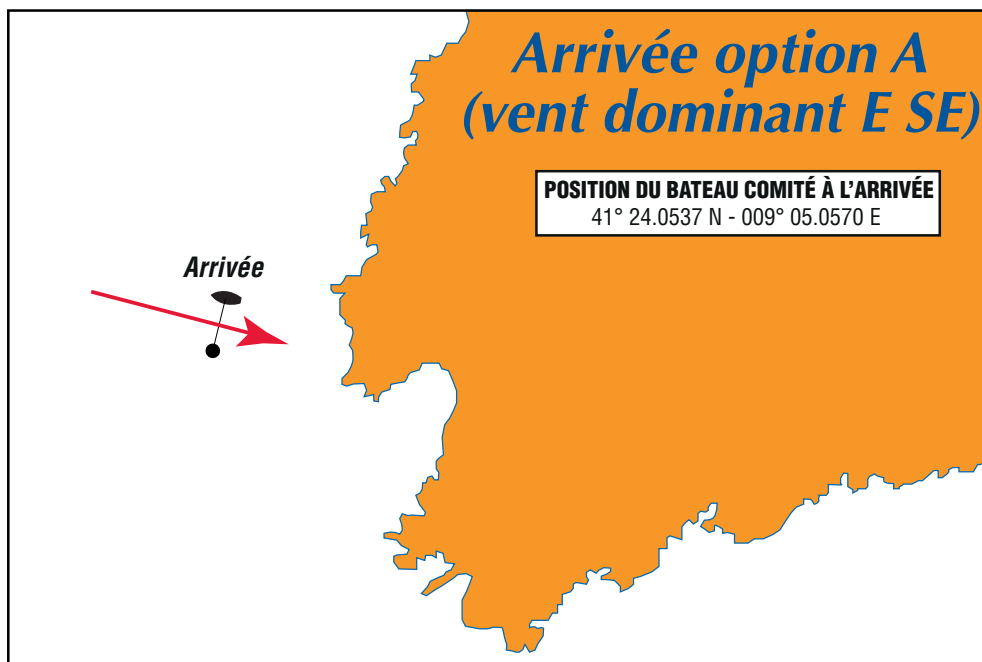 Arrivée option A
(vent dominant E SE)
POSITION DU BATEAU COMITÉ À L'ARRIVÉE
41° 24.0537 N - 009° 05.0570 E
Arrivée